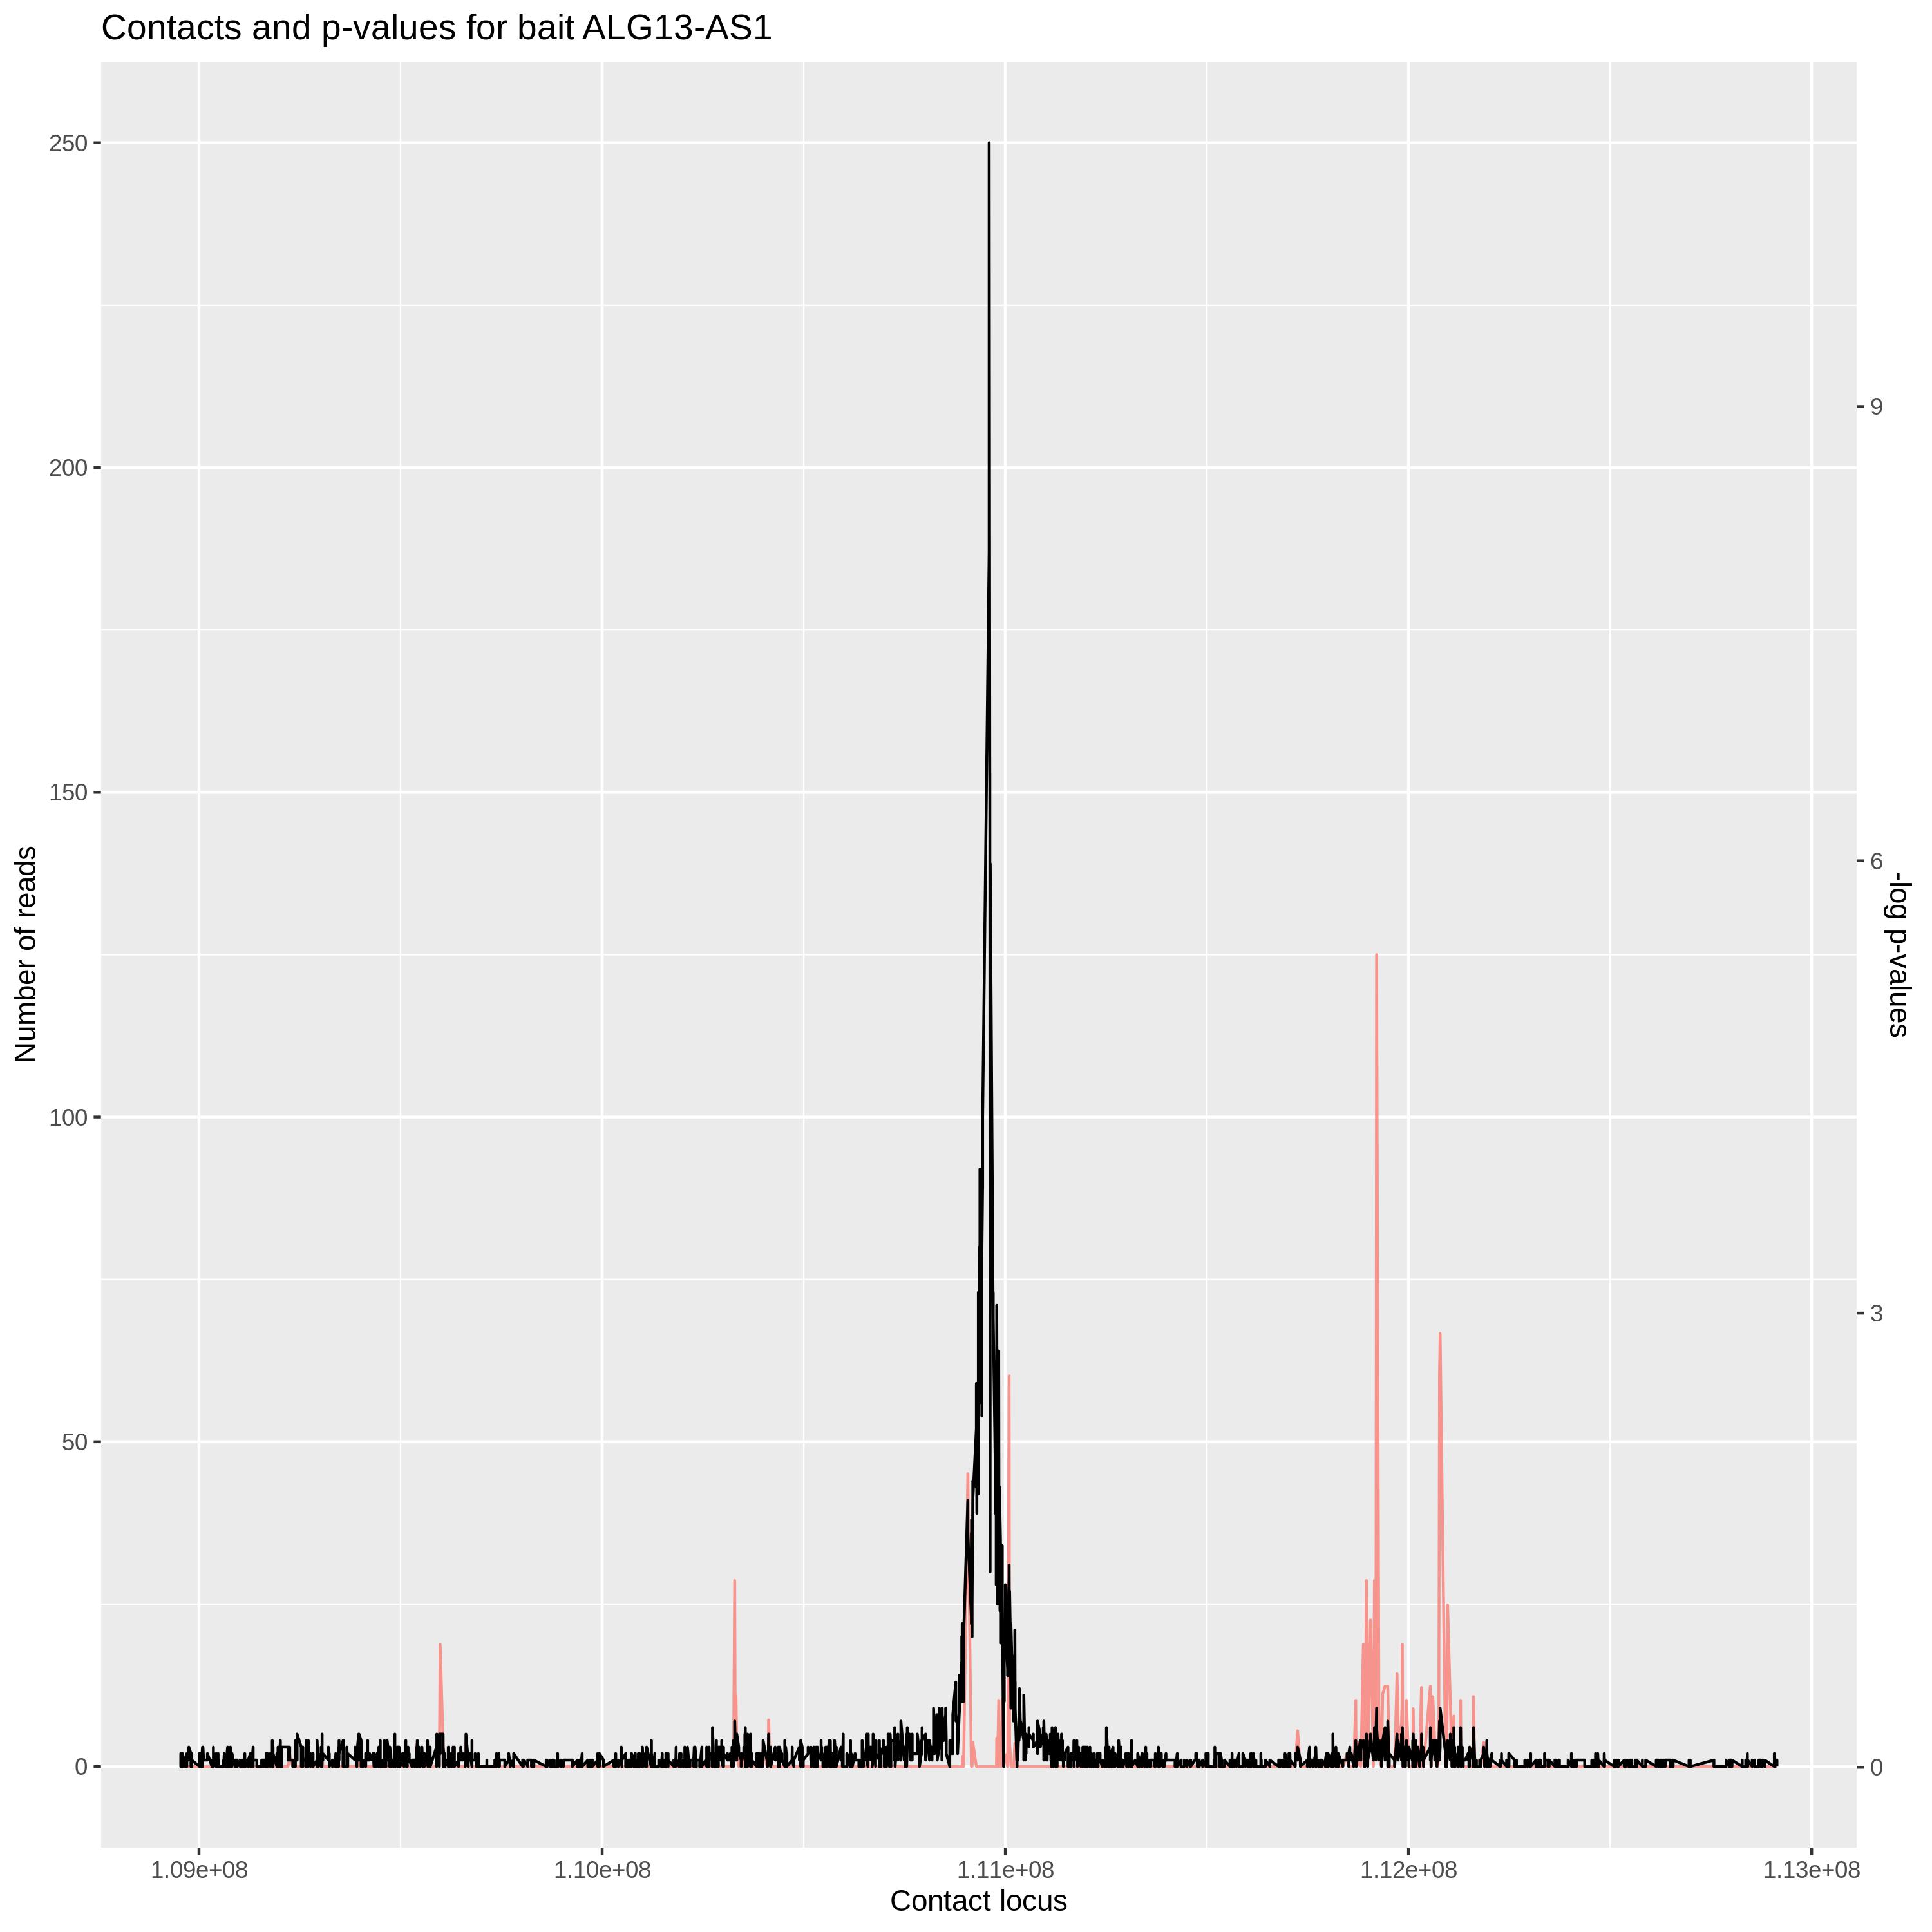 Contacts and p-values for bait ALG13-AS1
250
200
150
100
50
0
Number of reads
9
6
3
0
-log p-values
1.09e+08 1.10e+08 1.11e+08 1.12e+08 1.13e+08
Contact locus